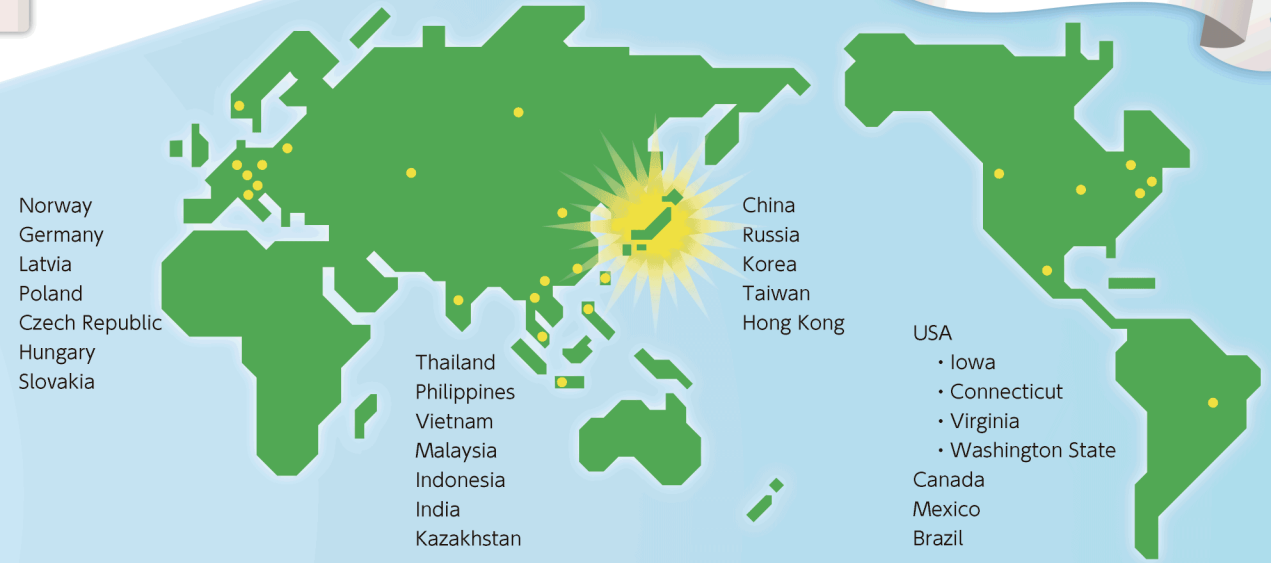 Norway
Germany
Latvia
Poland
Czech Republic
Hungary
Slovakia
Thailand
Philippines
Vietnam
Malaysia
Indonesia
India
Kazakhstan
China
Russia
Korea
Taiwan
Hong Kong
USA
・Iowa
・Connecticut
・Virginia
・Washington State
Canada
Mexico
Brazil